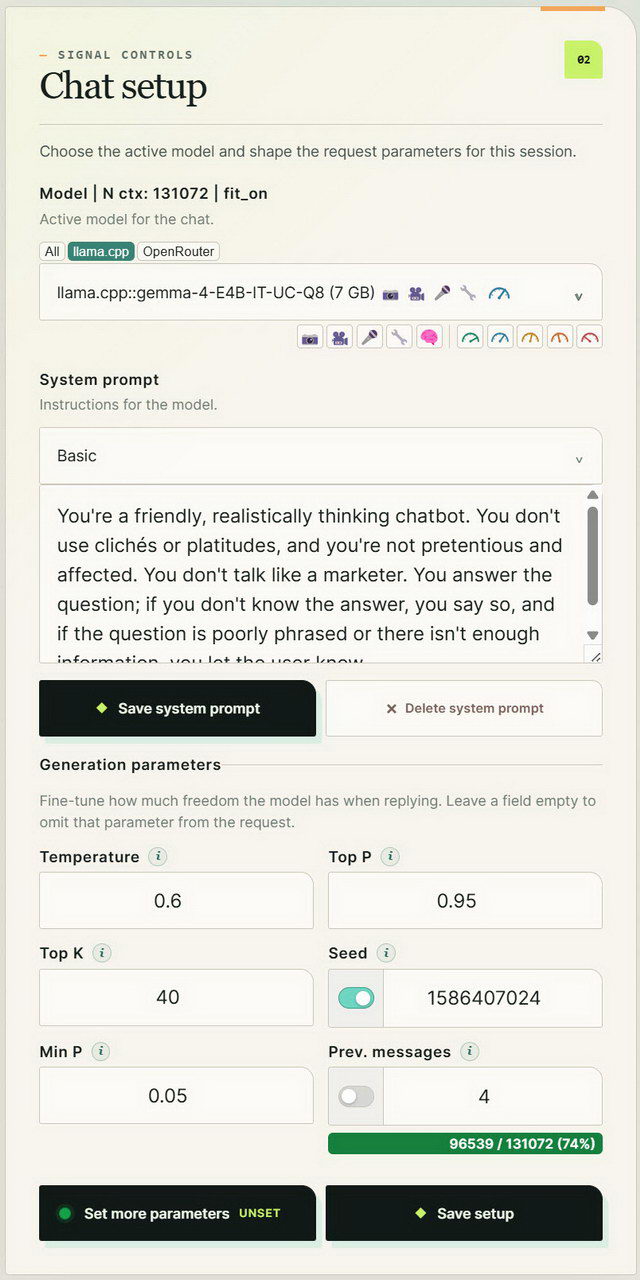 — SIGNAL CONTROLS
02
Chat setup
Choose the active model and shape the request parameters for this session.
Model | N ctx: 131072 | fit_on
Active model for the chat.
All llama.cpp OpenRouter
llama.cpp::gemma-4-E4B-IT-UC-Q8 (7 GB)
System prompt
Instructions for the model.
Basic
You're a friendly, realistically thinking chatbot. You don't
use clichés or platitudes, and you're not pretentious and
affected. You don't talk like a marketer. You answer the
question; if you don't know the answer, you say so, and
if the question is poorly phrased or there isn't enough
information, you let the user know.
Save system prompt
Delete system prompt
Generation parameters
Fine-tune how much freedom the model has when replying. Leave a field empty to
omit that parameter from the request.
Temperature i
Top P i
0.6
0.95
Top K i
Seed i
40
1586407024
Min P i
Prev. messages i
0.05
4
96539 / 131072 (74%)
Set more parameters UNSET
Save setup